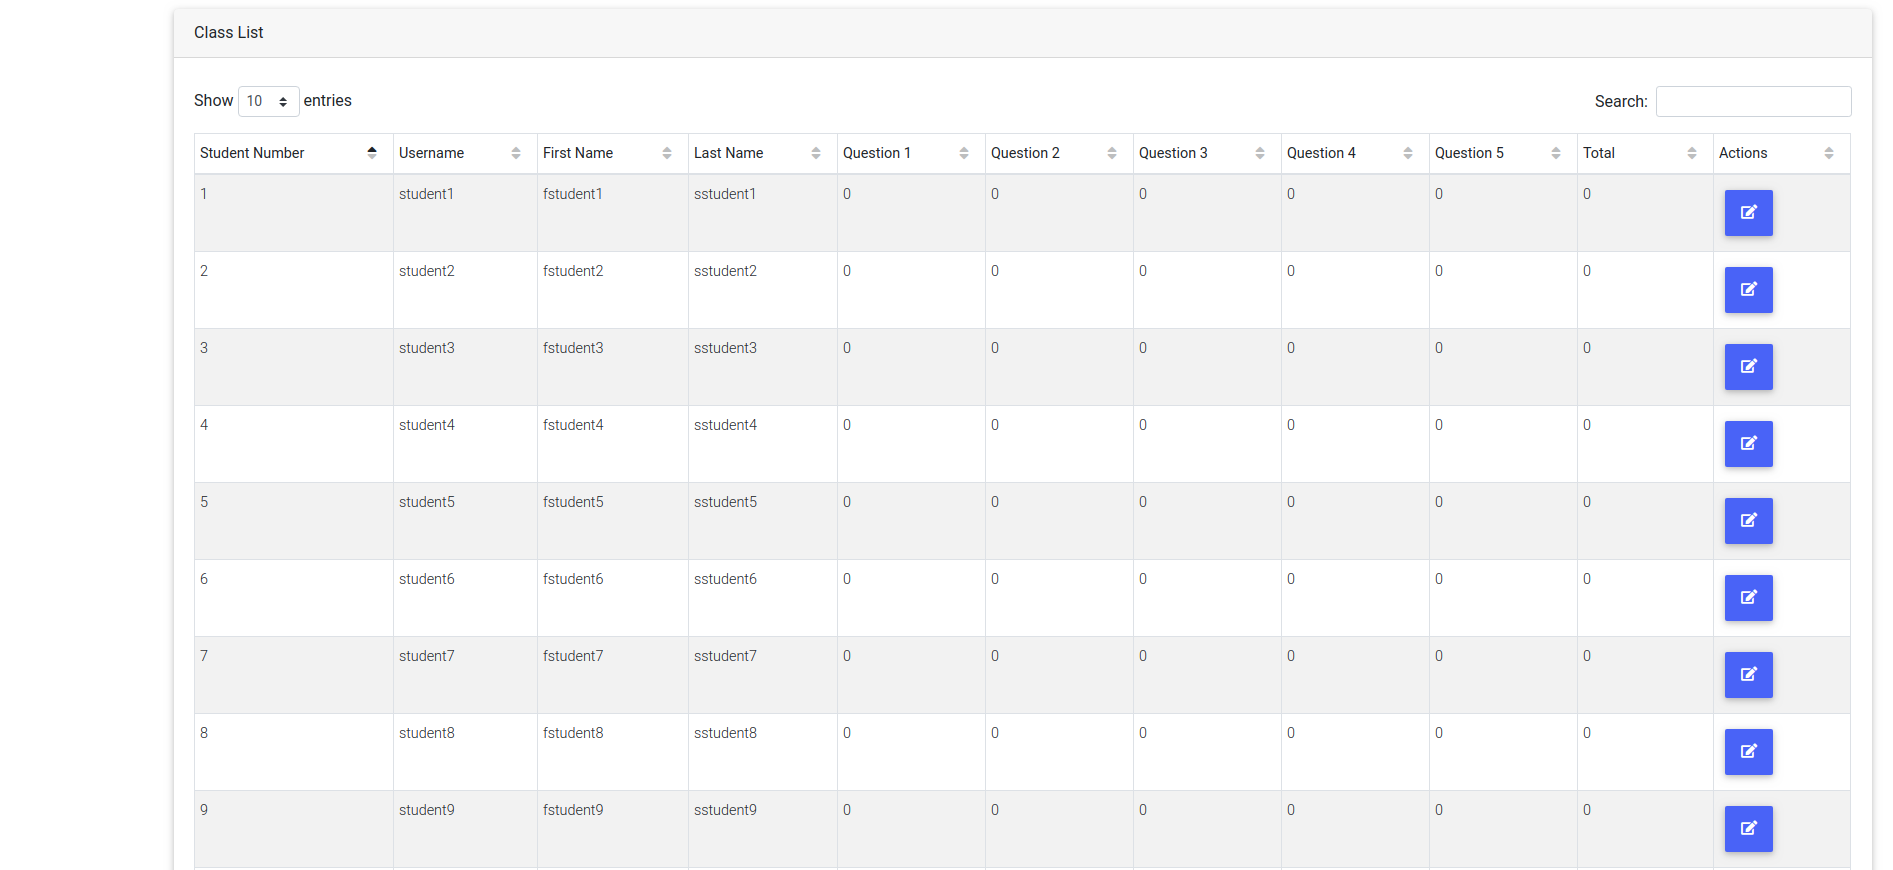 Class List
Show 10 entries Search:
Student Number Username First Name Last Name Question 1 Question 2 Question 3 Question 4 Question 5 Total Actions
1 student1 fstudent1 sstudent1 0 0 0 0 0 0
2 student2 fstudent2 sstudent2 0 0 0 0 0 0
3 student3 fstudent3 sstudent3 0 0 0 0 0 0
4 student4 fstudent4 sstudent4 0 0 0 0 0 0
5 student5 fstudent5 sstudent5 0 0 0 0 0 0
6 student6 fstudent6 sstudent6 0 0 0 0 0 0
7 student7 fstudent7 sstudent7 0 0 0 0 0 0
8 student8 fstudent8 sstudent8 0 0 0 0 0 0
9 student9 fstudent9 sstudent9 0 0 0 0 0 0